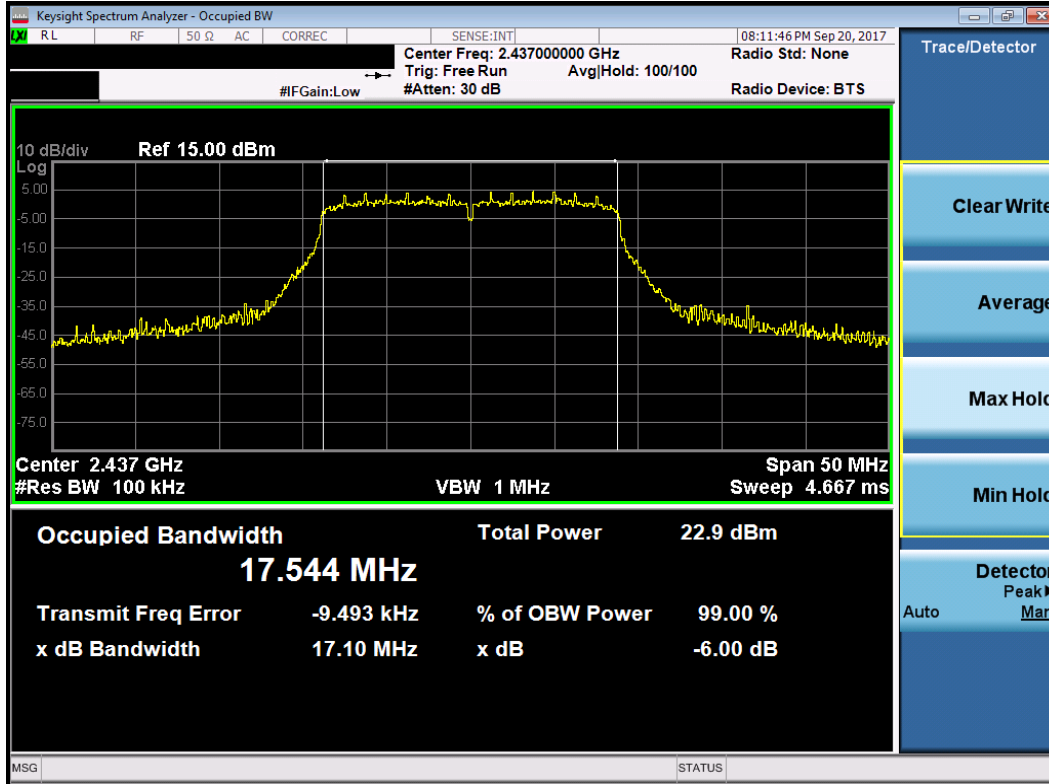 Keysight Spectrum Analyzer - Occupied BW
LXI RL RF 50 Ω AC CORREC SENSE:INT 08:11:46 PM Sep 20, 2017
Center Freq: 2.437000000 GHz Radio Std: None
Trig: Free Run Avg|Hold: 100/100
#IFGain:Low #Atten: 30 dB Radio Device: BTS
Trace/Detector
10 dB/div Ref 15.00 dBm
Log
5.00
-5.00
-15.0
-25.0
-35.0
-45.0
-55.0
-65.0
-75.0
Center 2.437 GHz Span 50 MHz
#Res BW 100 kHz VBW 1 MHz Sweep 4.667 ms
Occupied Bandwidth Total Power 22.9 dBm
17.544 MHz
Transmit Freq Error -9.493 kHz % of OBW Power 99.00 %
x dB Bandwidth 17.10 MHz x dB -6.00 dB
Clear Write
Average
Max Hold
Min Hold
Detector
Peak
Auto Man
MSG STATUS